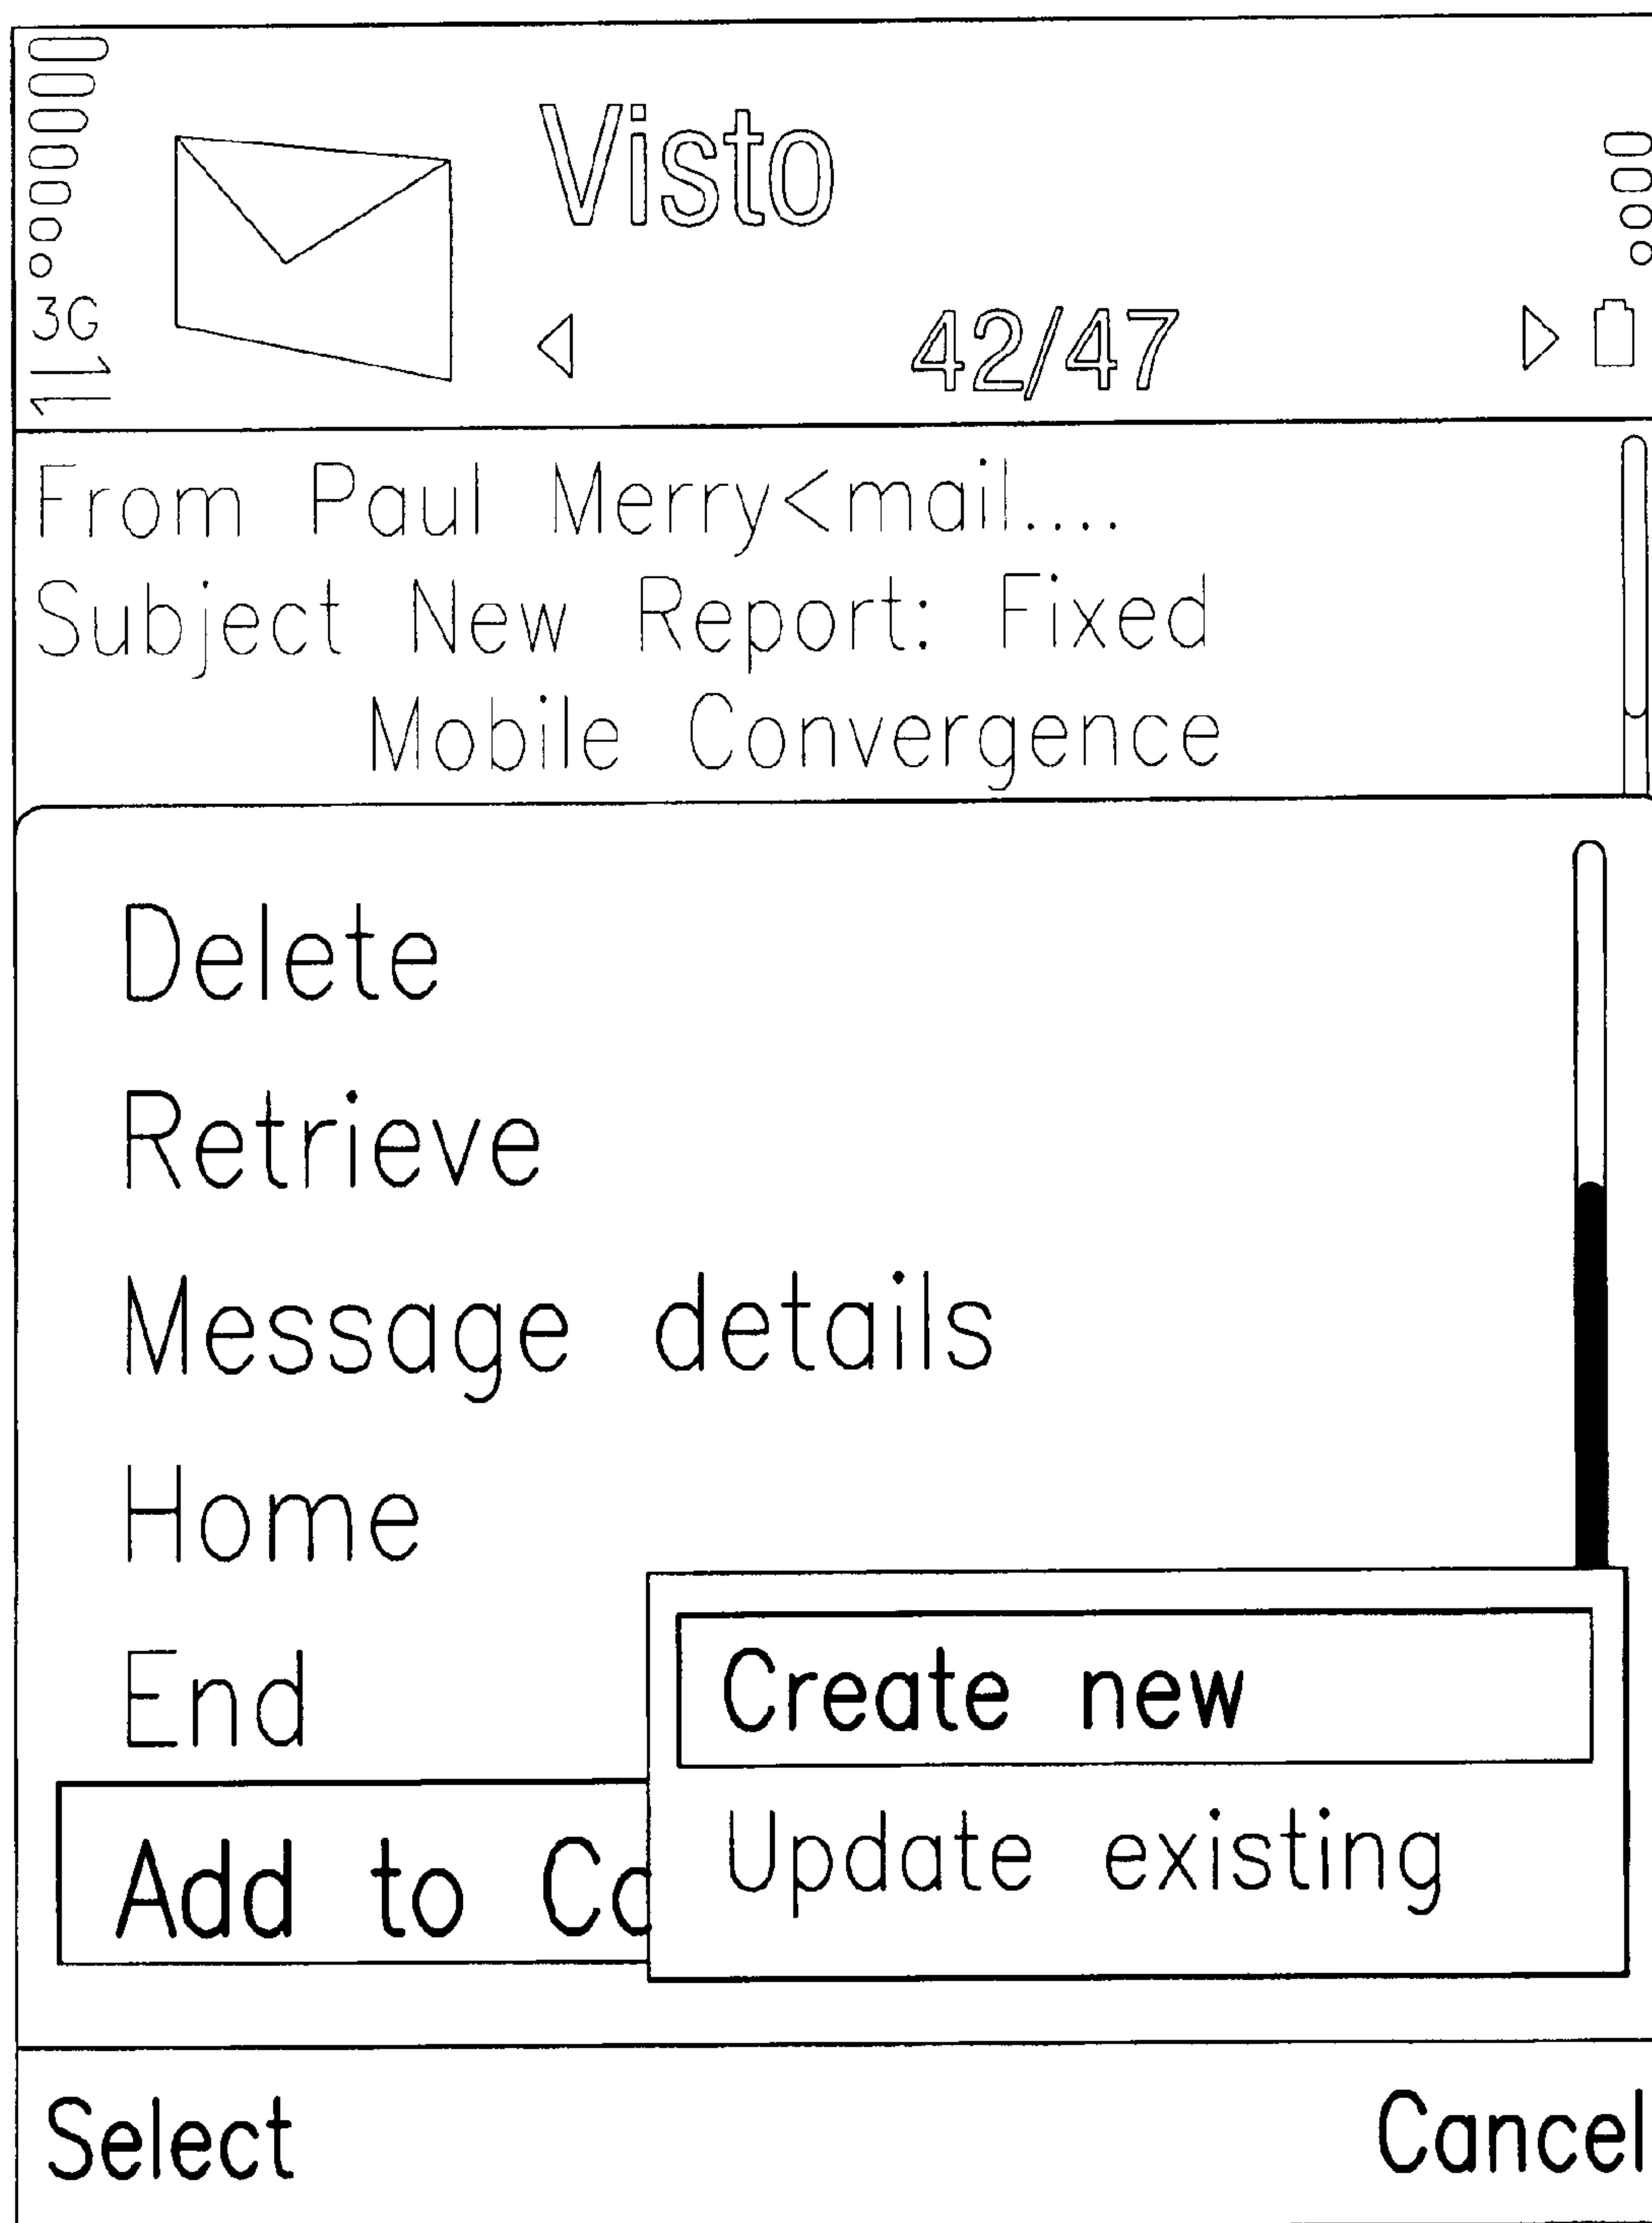 Visto
3G
42/47
From Paul Merry<mail....
Subject New Report: Fixed
Mobile Convergence
Delete
Retrieve
Message details
Home
End
Create new
Add to Co
Update existing
Select
Cancel